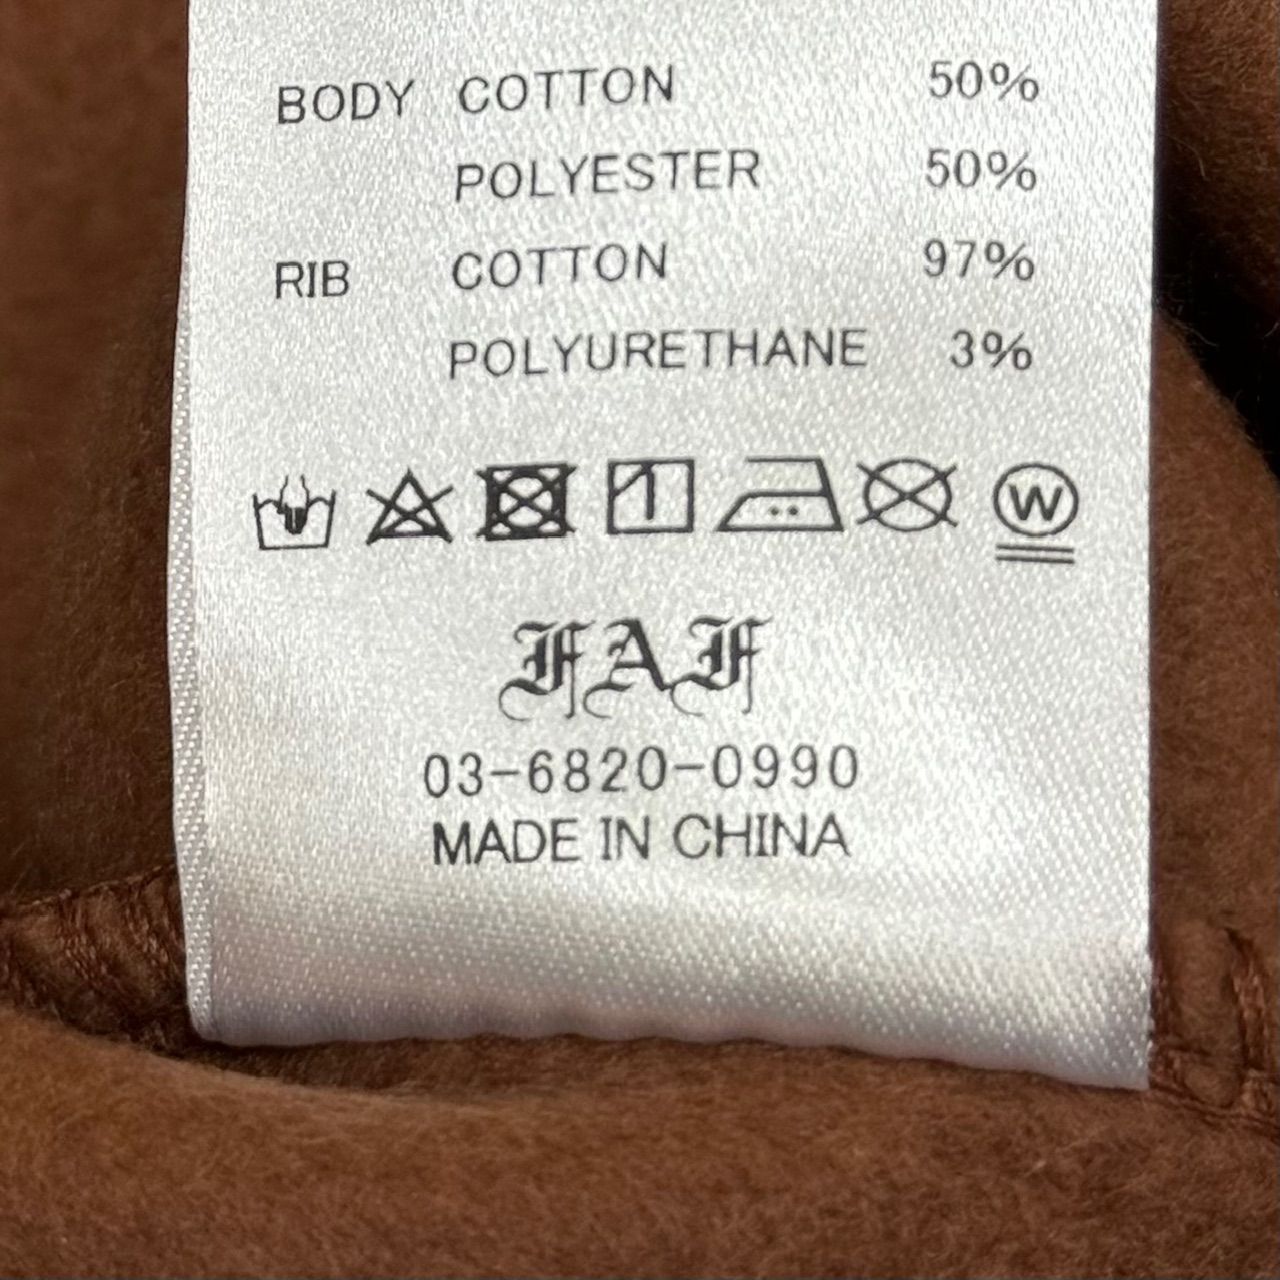 BODY COTTON 50%
POLYESTER 50%
RIB COTTON 97%
POLYURETHANE 3%
W
FAF
03-6820-0990
MADE IN CHINA